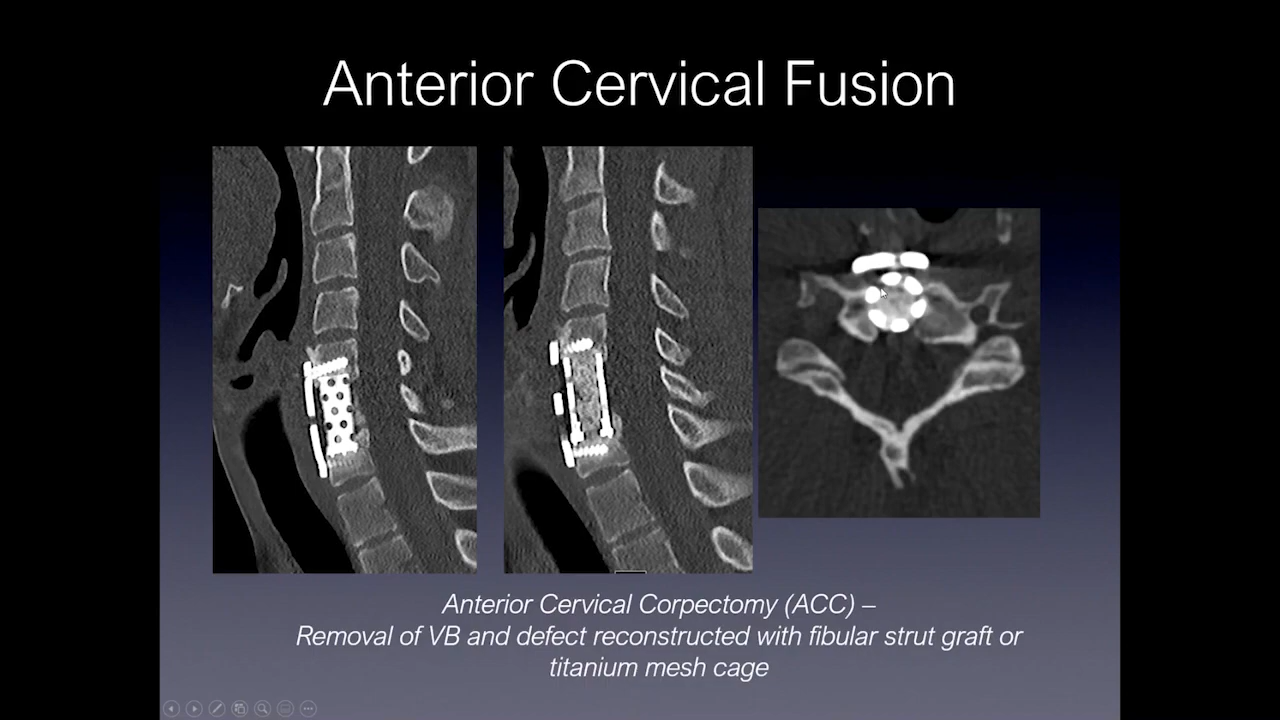 Anterior Cervical Fusion
Anterior Cervical Corpectomy (ACC) –
Removal of VB and defect reconstructed with fibular strut graft or
titanium mesh cage